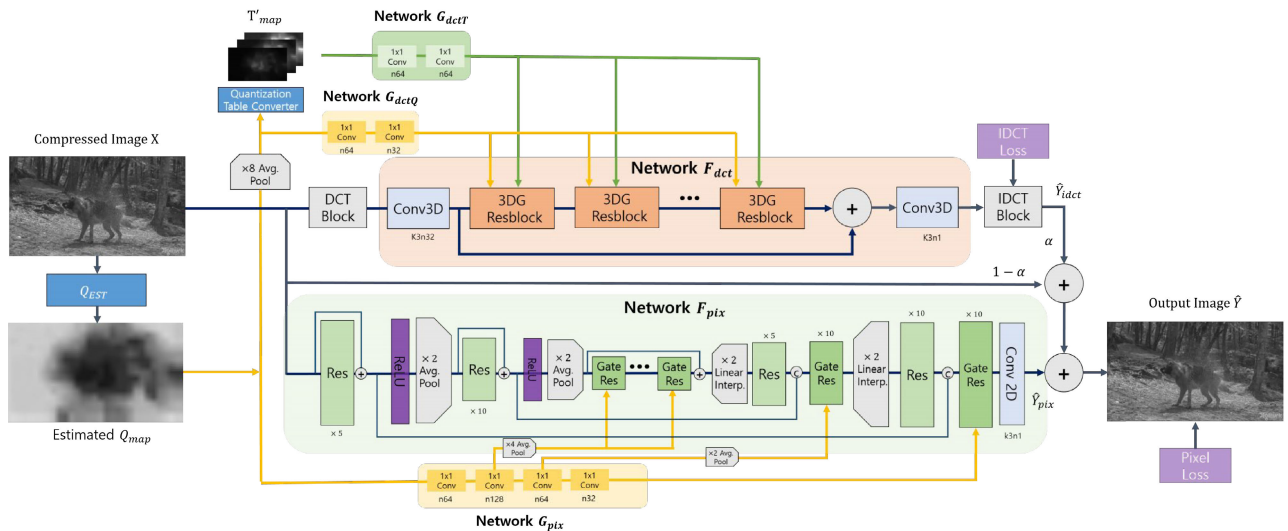 T′map
Network GdctT
1x1
Conv
n64
1x1
Conv
n64
Quantization
Table Converter
Network GdctQ
1x1
Conv
n64
1x1
Conv
n32
Compressed Image X
×8 Avg.
Pool
Network Fdct
DCT
Block
Conv3D
K3n32
3DG
Resblock
3DG
Resblock
•••
3DG
Resblock
+
Conv3D
K3n1
IDCT
Loss
IDCT
Block
Ŷidct
α
1 − α
+
QEST
Estimated Qmap
Network Fpix
Res
× 5
+
ReLU
× 2
Avg.
Pool
Res
× 10
+
ReLU
× 2
Avg.
Pool
Gate
Res
•••
Gate
Res
+
× 2
Linear
Interp.
× 5
Res
C
× 10
Gate
Res
× 2
Linear
Interp.
× 10
Res
C
× 10
Gate
Res
Conv 2D
k3n1
Ŷpix
+
Output Image Ŷ
Pixel
Loss
×4 Avg.
Pool
×2 Avg.
Pool
1x1
Conv
n64
1x1
Conv
n128
1x1
Conv
n64
1x1
Conv
n32
Network Gpix